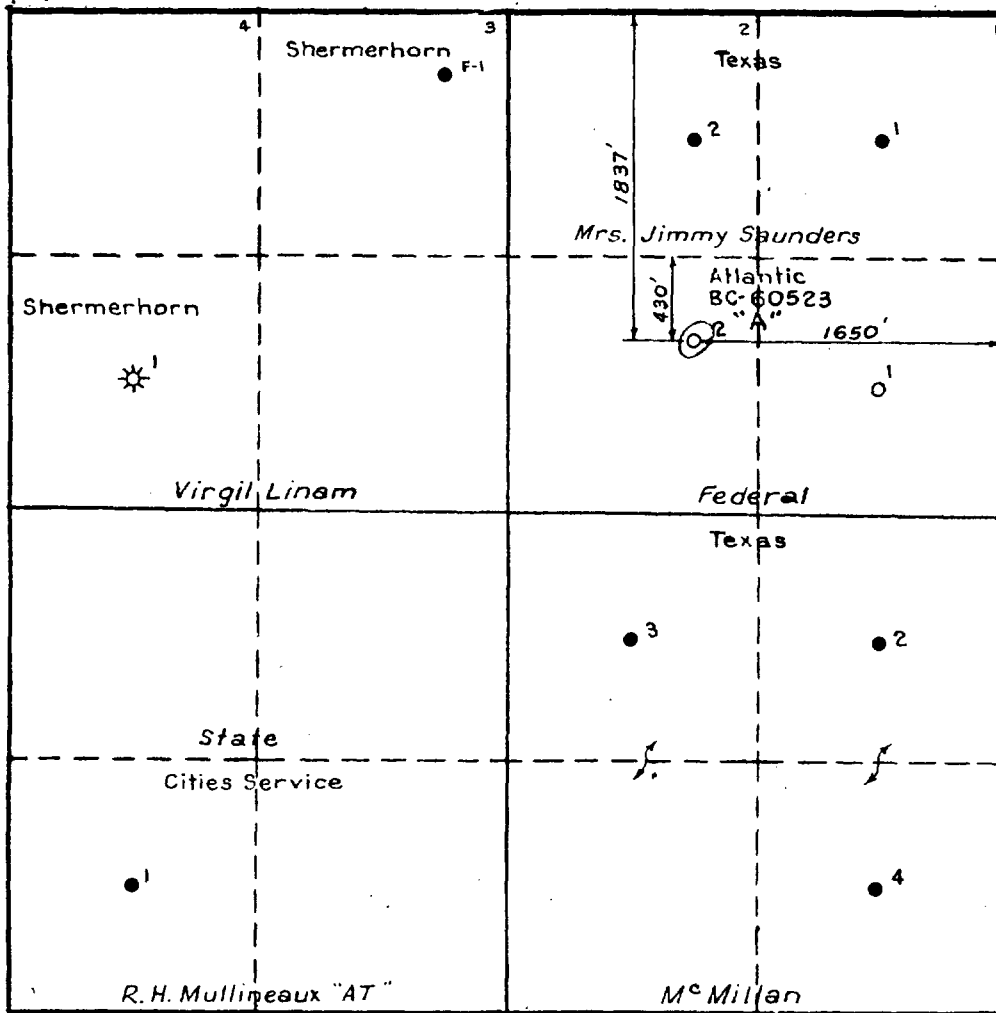 4
3
2
Shermerhorn
F-1
Texas
2
1
1837'
Mrs. Jimmy Saunders
430'
Atlantic
BC-60523
"A"
Shermerhorn
1
2
1650'
1
Virgil Linam
Federal
Texas
3
2
State
Cities Service
1
4
R.H. Mullineaux "AT"
McMillan